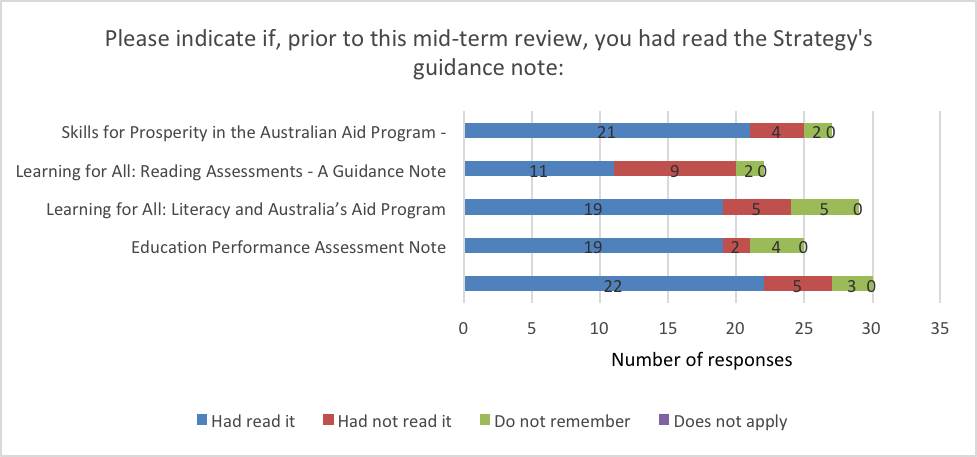 Please indicate if, prior to this mid-term review, you had read the Strategy's
guidance note:
Skills for Prosperity in the Australian Aid Program -
21 4 2 0
Learning for All: Reading Assessments - A Guidance Note
11 9 2 0
Learning for All: Literacy and Australia’s Aid Program
19 5 5 0
Education Performance Assessment Note
19 2 4 0
22 5 3 0
0 5 10 15 20 25 30 35
Number of responses
Had read it Had not read it Do not remember Does not apply